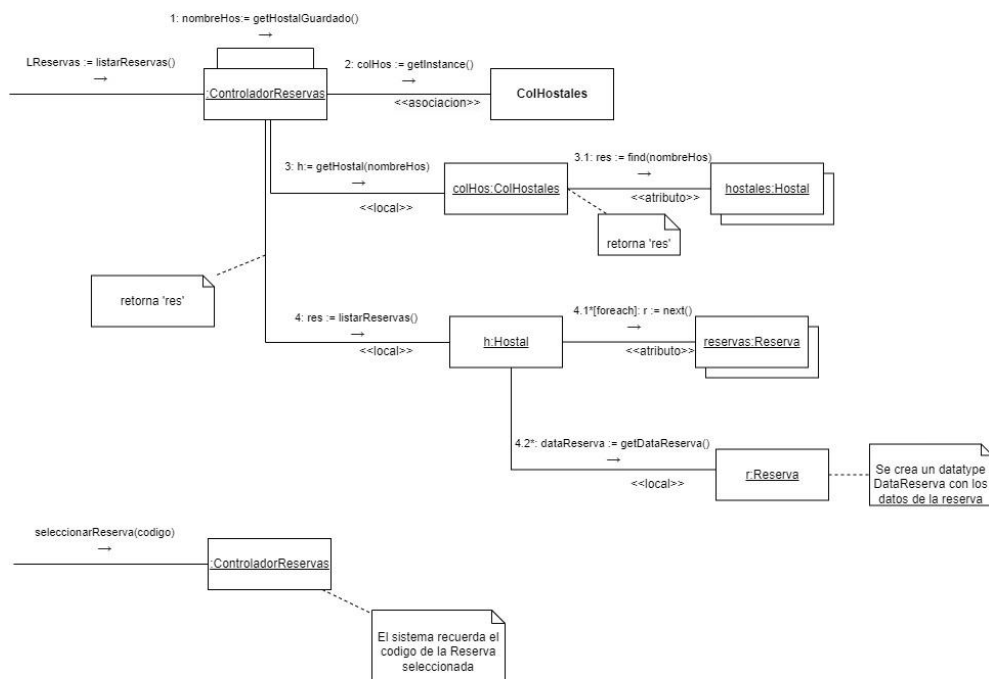 1: nombreHos:= getHostalGuardado()
→
LReservas := listarReservas()
→
:ControladorReservas
2: colHos := getInstance()
→
<<asociacion>>
ColHostales
3: h:= getHostal(nombreHos)
→
<<local>>
colHos:ColHostales
3.1: res := find(nombreHos)
→
<<atributo>>
hostales:Hostal
retorna 'res'
retorna 'res'
4: res := listarReservas()
→
<<local>>
h:Hostal
4.1*[foreach]: r := next()
→
<<atributo>>
reservas:Reserva
4.2*: dataReserva := getDataReserva()
→
<<local>>
r:Reserva
Se crea un datatype
DataReserva con los
datos de la reserva
seleccionarReserva(codigo)
→
:ControladorReservas
El sistema recuerda el
codigo de la Reserva
seleccionada